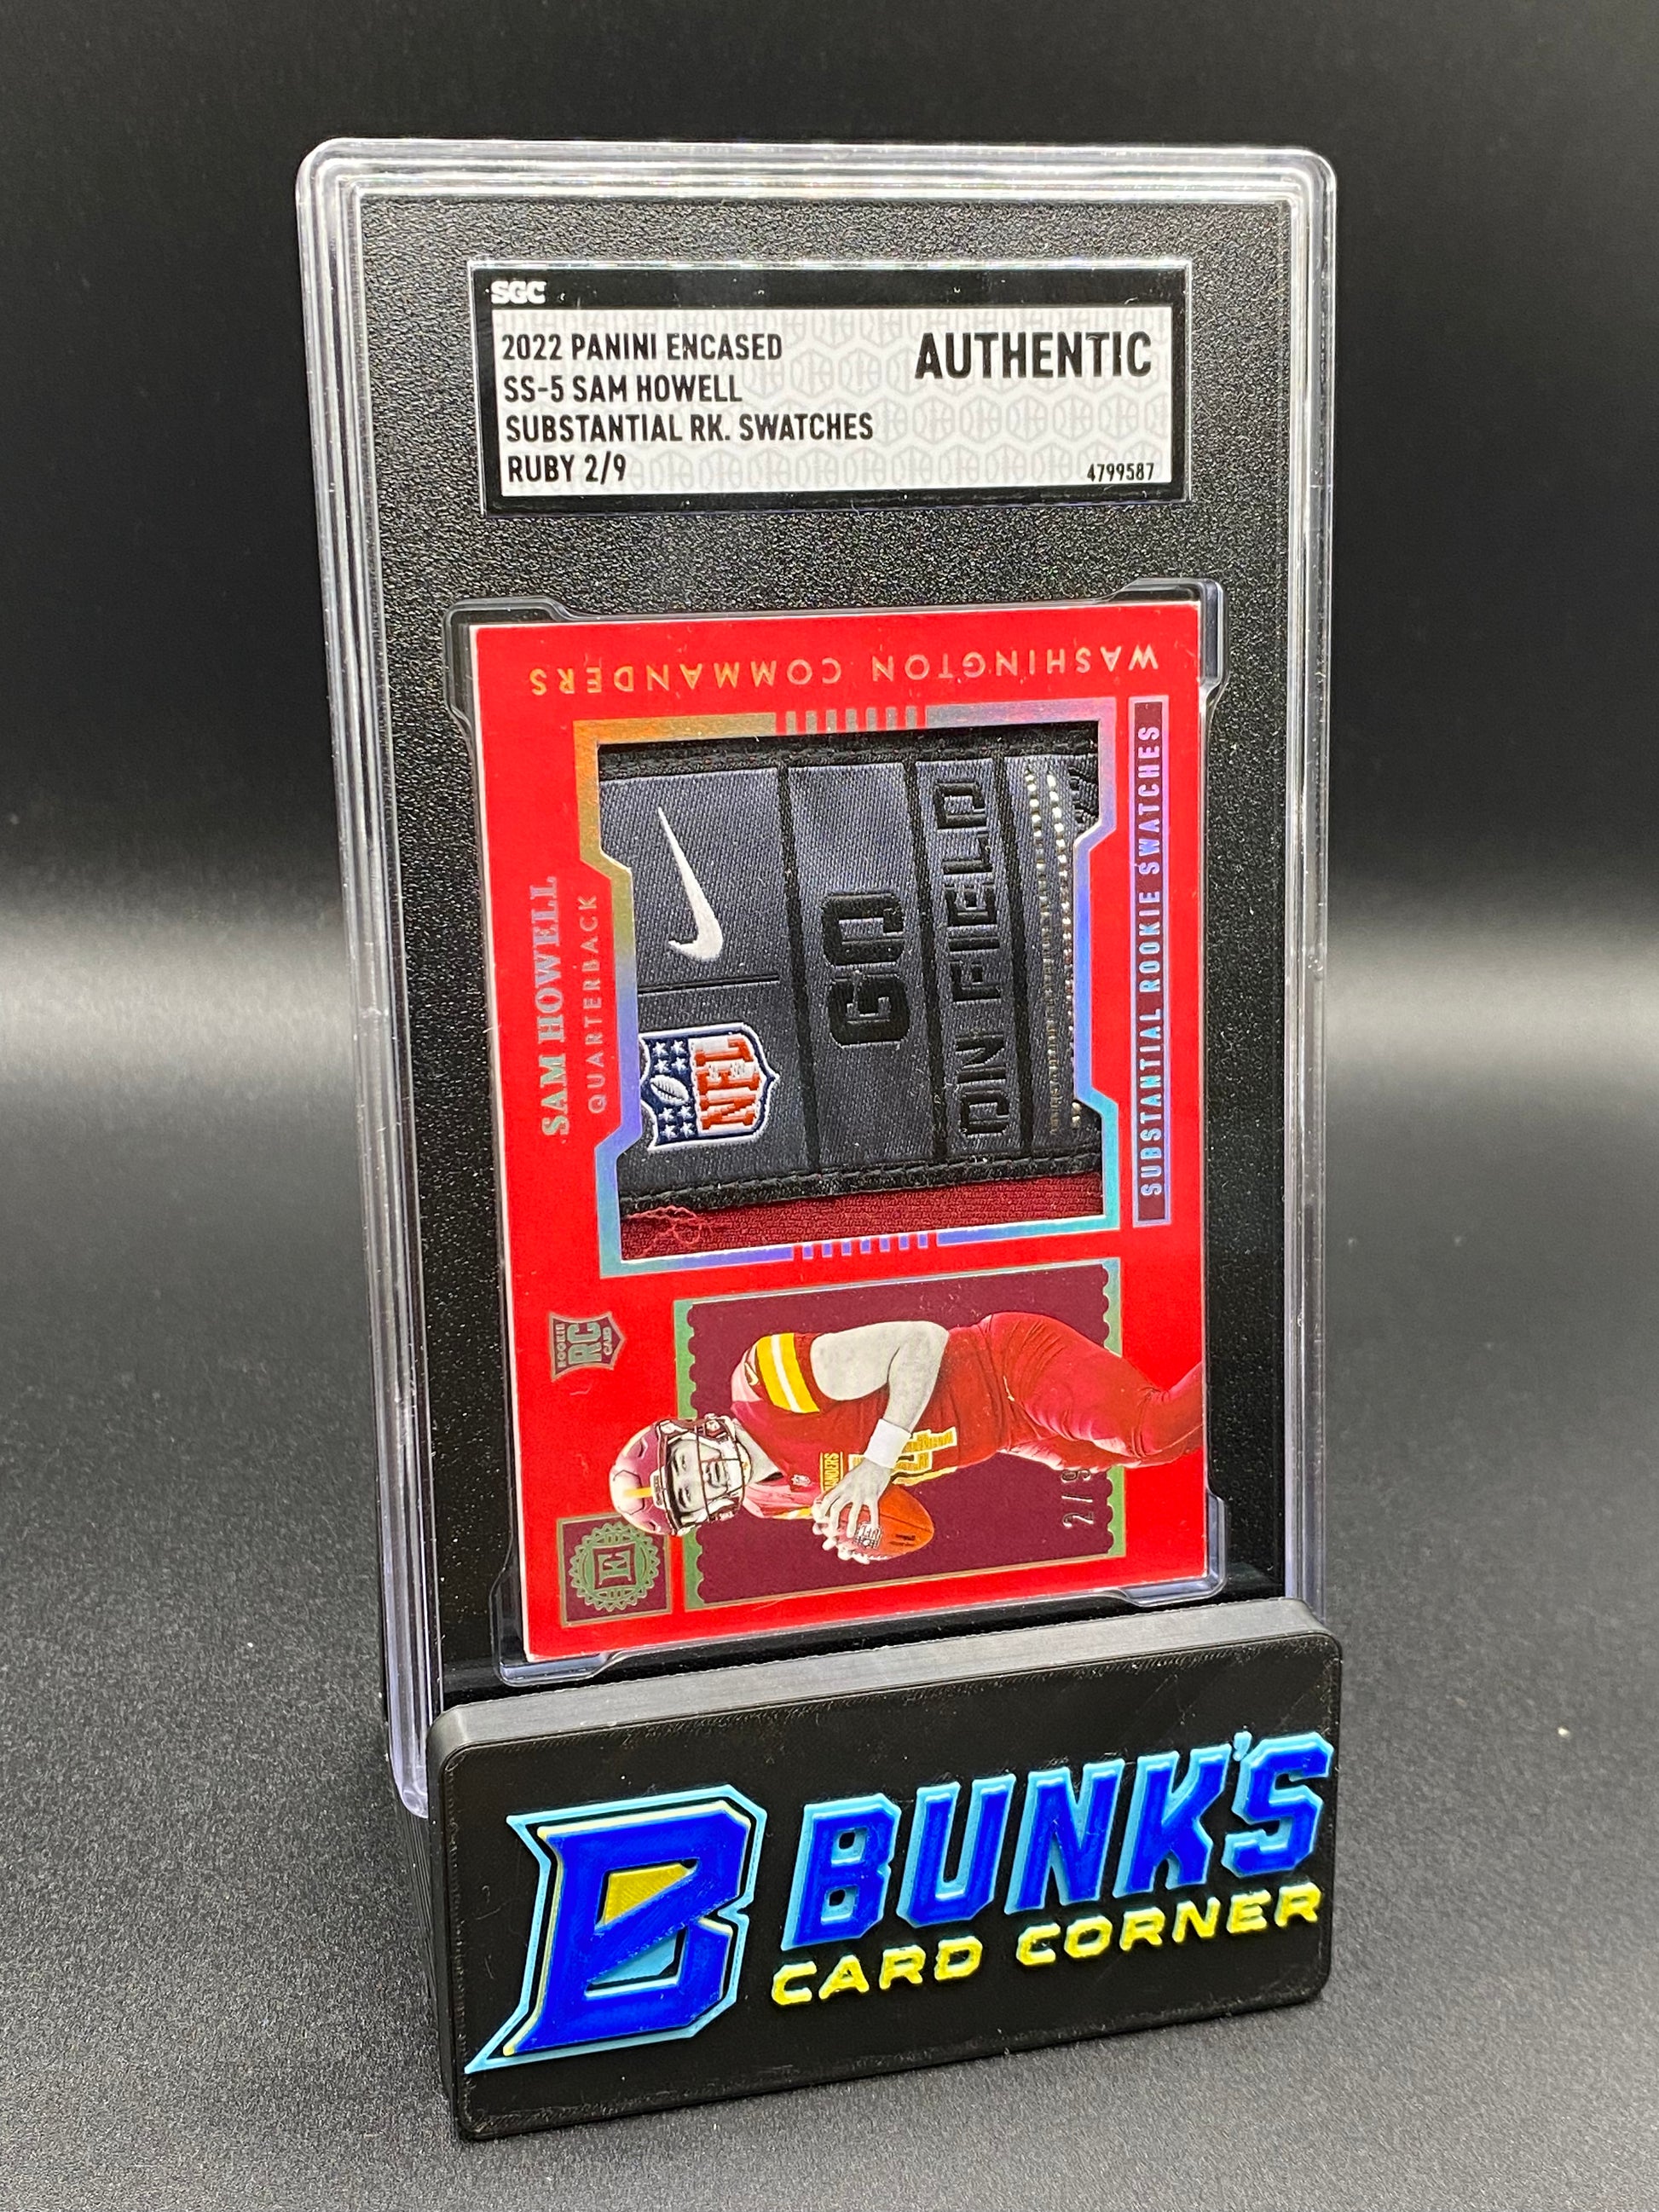 SGC
2022 PANINI ENCASED
SS-5 SAM HOWELL
SUBSTANTIAL RK. SWATCHES
RUBY 2/9
AUTHENTIC
4799587
WASHINGTON COMMANDERS
SAM HOWELL
QUARTERBACK
NFL
GO
ON FIELD
SUBSTANTIAL ROOKIE SWATCHES
ROOKIE
RC
CARD
E
14
2/9
B
BUNK'S
CARD CORNER